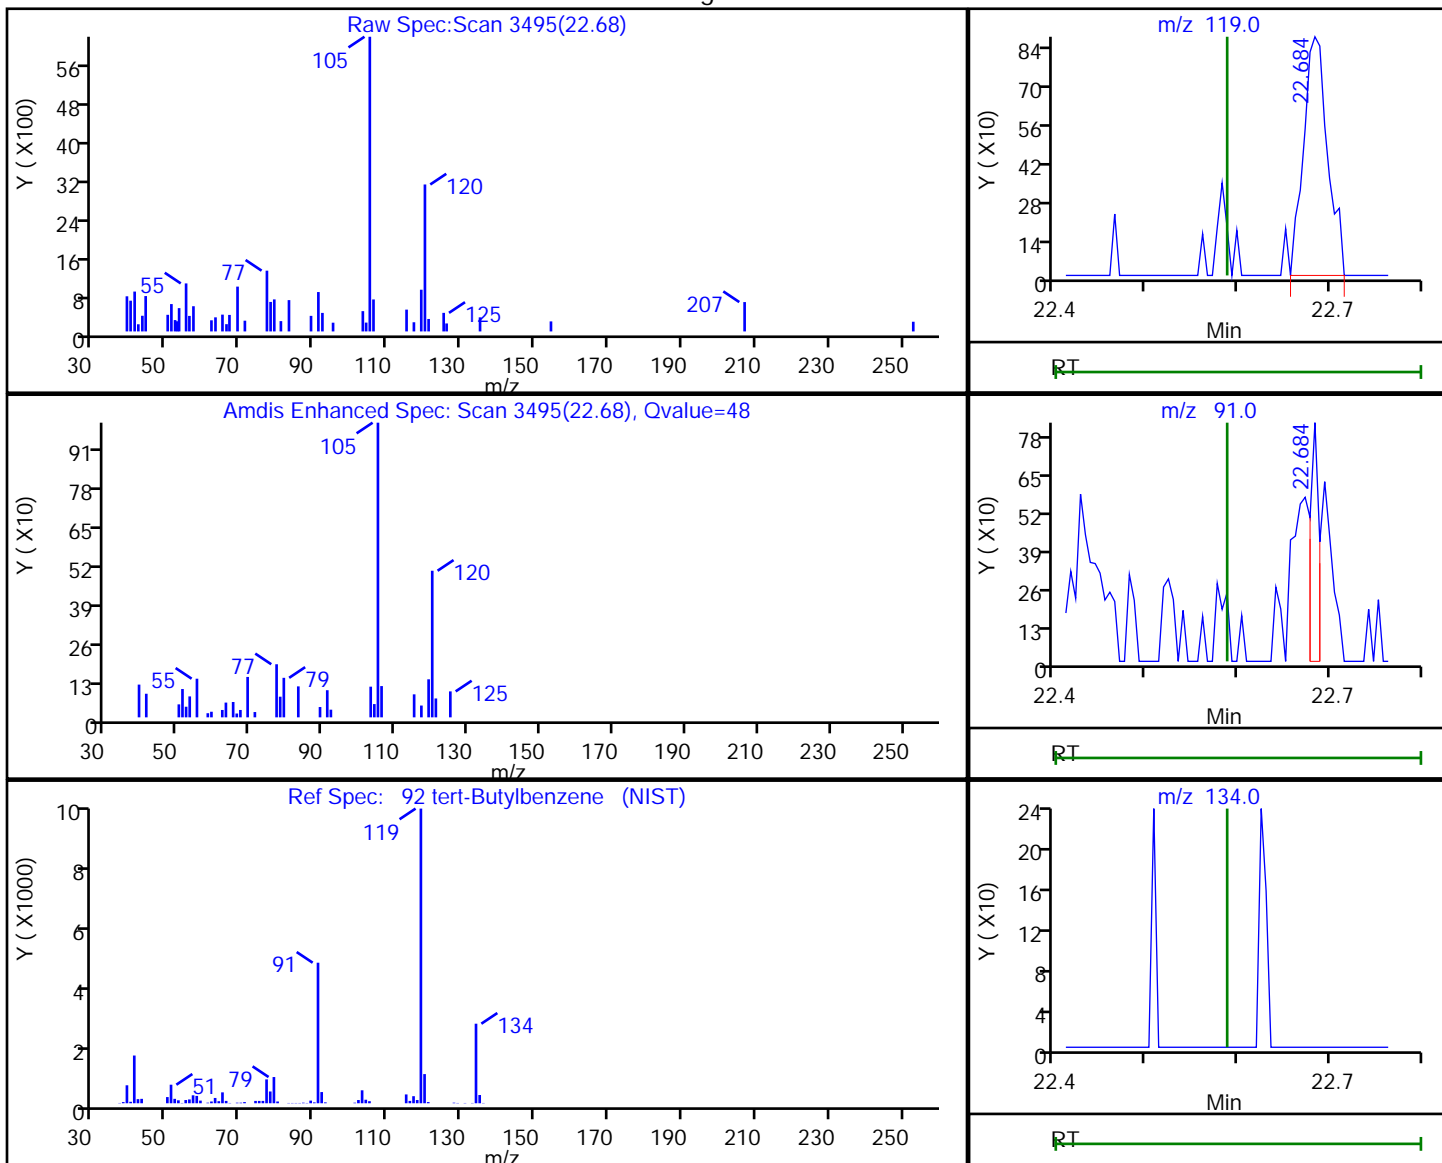 Raw Spec:Scan 3495(22.68)
Y ( X100)
56
48
40
32
24
16
8
0
105
120
55
77
125
207
30 50 70 90 110 130 150 170 190 210 230 250
m/z
m/z 119.0
Y ( X10)
84
70
56
42
28
14
0
22.684
22.4 22.7
Min
RT
Amdis Enhanced Spec: Scan 3495(22.68), Qvalue=48
Y ( X10)
91
78
65
52
39
26
13
0
105
120
55
77
79
125
30 50 70 90 110 130 150 170 190 210 230 250
m/z
m/z 91.0
Y ( X10)
78
65
52
39
26
13
0
22.684
22.4 22.7
Min
RT
Ref Spec: 92 tert-Butylbenzene (NIST)
Y ( X1000)
10
8
6
4
2
0
119
91
134
51
79
30 50 70 90 110 130 150 170 190 210 230 250
m/z
m/z 134.0
Y ( X10)
24
20
16
12
8
4
0
22.4 22.7
Min
RT